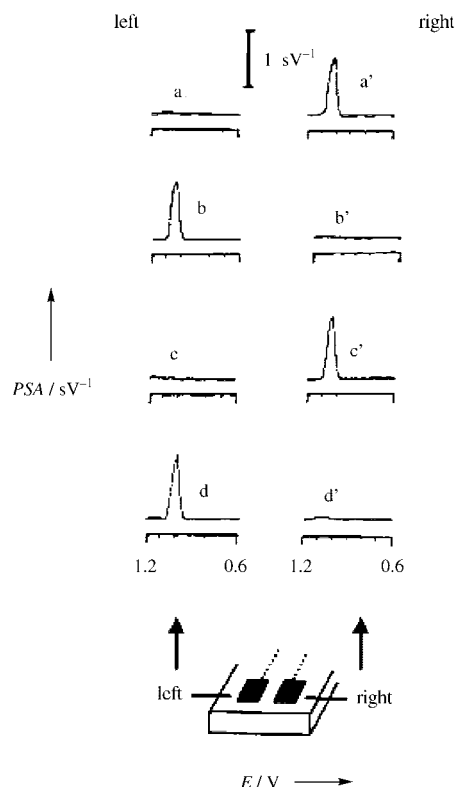 left right
1 sV⁻¹
a a'
b b'
c c'
PSA / sV⁻¹
d d'
1.2 0.6 1.2 0.6
left right
E / V